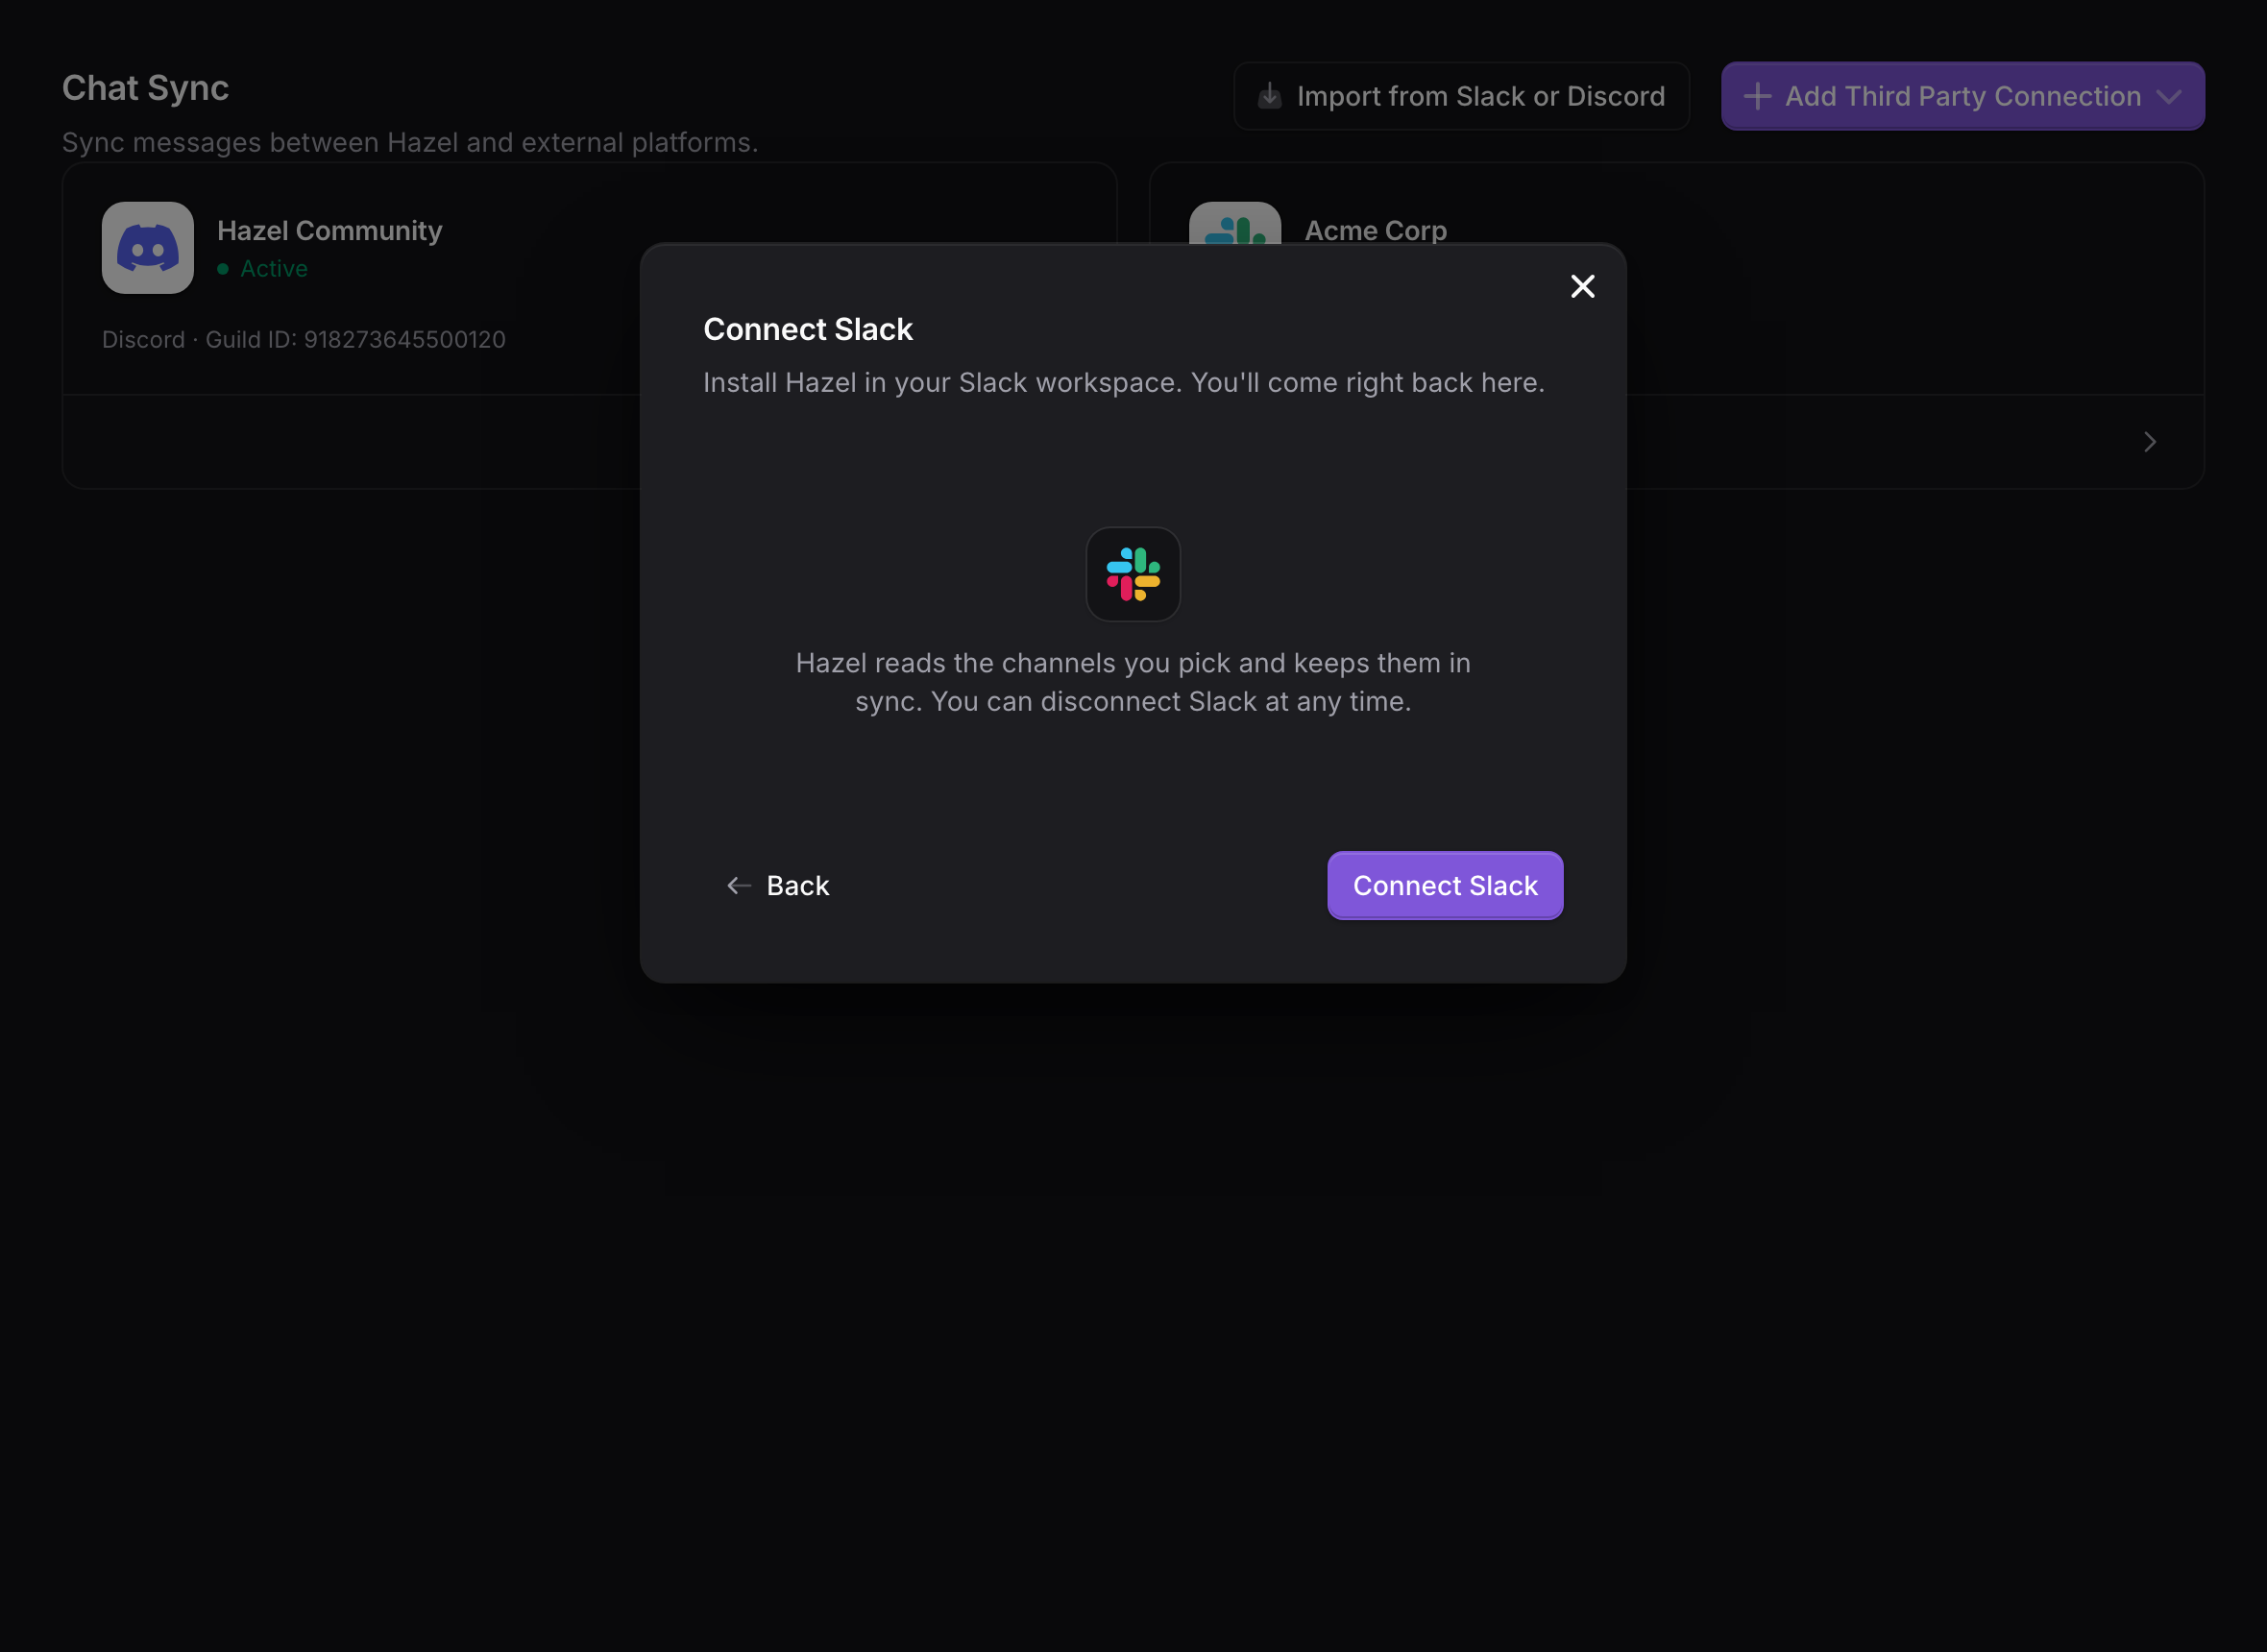 Chat Sync
Sync messages between Hazel and external platforms.
Import from Slack or Discord
Add Third Party Connection
Hazel Community
Active
Discord · Guild ID: 918273645500120
Acme Corp
Connect Slack
Install Hazel in your Slack workspace. You'll come right back here.
Hazel reads the channels you pick and keeps them in
sync. You can disconnect Slack at any time.
Back
Connect Slack